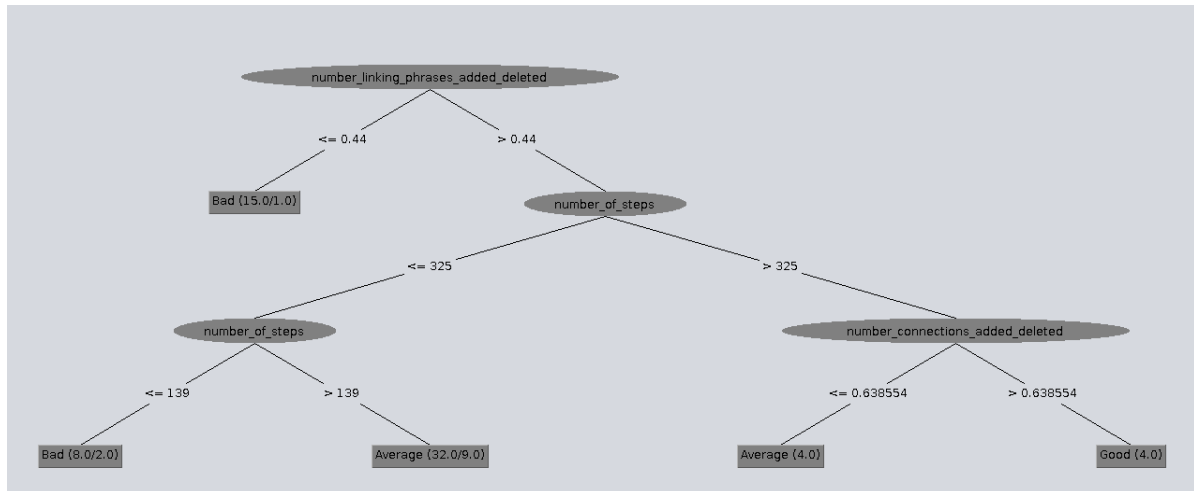 number_linking_phrases_added_deleted
<= 0.44
> 0.44
Bad (15.0/1.0)
number_of_steps
<= 325
> 325
number_of_steps
number_connections_added_deleted
<= 139
> 139
<= 0.638554
> 0.638554
Bad (8.0/2.0)
Average (32.0/9.0)
Average (4.0)
Good (4.0)